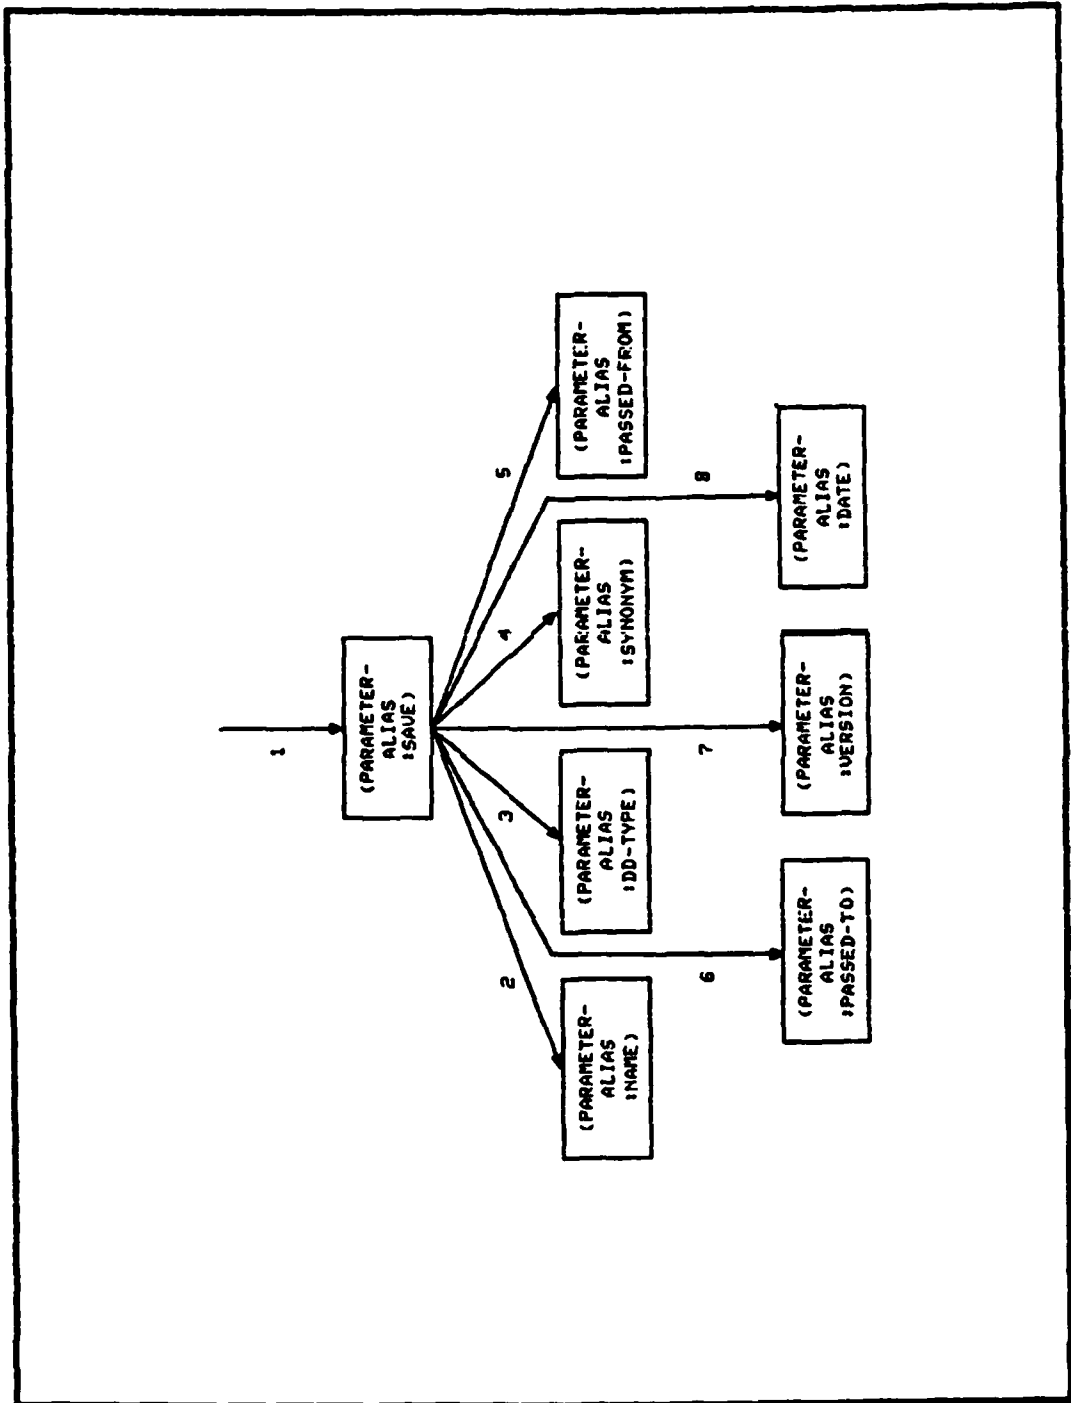 1
(PARAMETER-
ALIAS
:SAVE)
2
3
4
5
(PARAMETER-
ALIAS
:NAME)
(PARAMETER-
ALIAS
:DD-TYPE)
(PARAMETER-
ALIAS
:SYNONYM)
(PARAMETER-
ALIAS
:PASSED-FROM)
6
7
8
(PARAMETER-
ALIAS
:PASSED-TO)
(PARAMETER-
ALIAS
:VERSION)
(PARAMETER-
ALIAS
:DATE)